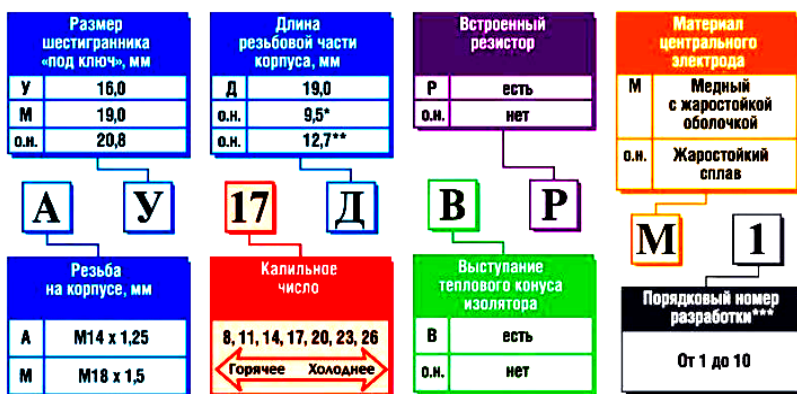 Размер
шестигранника
«под ключ», мм
У 16,0
М 19,0
о.н. 20,8
Длина
резьбовой части
корпуса, мм
Д 19,0
о.н. 9,5*
о.н. 12,7**
Встроенный
резистор
Р есть
о.н. нет
Материал
центрального
электрода
М Медный
с жаростойкой
оболочкой
о.н. Жаростойкий
сплав
А У 17 Д В Р М 1
Резьба
на корпусе, мм
А М14 х 1,25
М М18 х 1,5
Калильное
число
8, 11, 14, 17, 20, 23, 26
Горячее Холоднее
Выступание
теплового конуса
изолятора
В есть
о.н. нет
Порядковый номер
разработки***
От 1 до 10